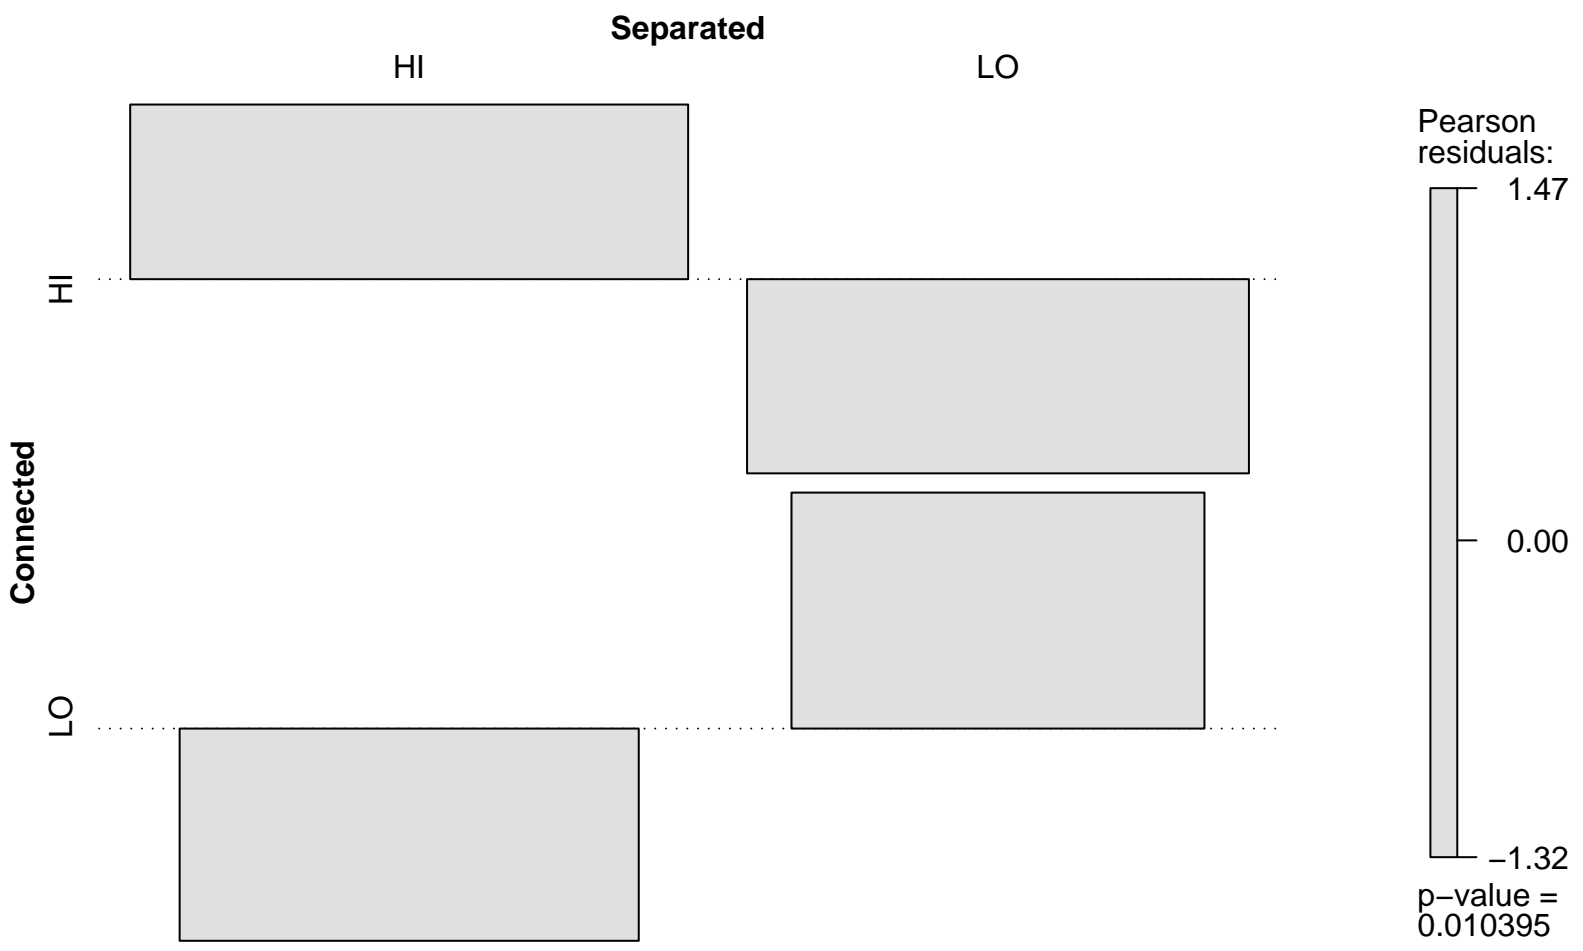 Separated
HI
LO
Connected
HI
LO
Pearson
residuals:
1.47
0.00
−1.32
p−value =
0.010395